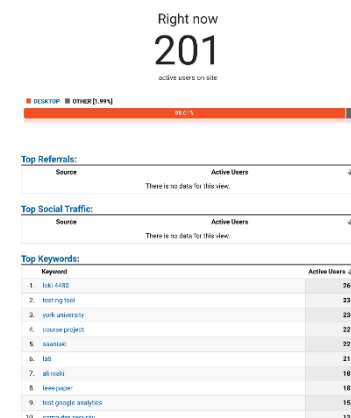 Right now
201
active users on site
DESKTOP OTHER [1.99%]
98.01%
Top Referrals:
Source Active Users
There is no data for this view.
Top Social Traffic:
Source Active Users
There is no data for this view.
Top Keywords:
Keyword Active Users
1. 4480 26
2. testing tool 23
3. york university 23
4. course project 22
5. 22
6. lab 21
7. ali niaki 18
8. ieee paper 18
9. test google analytics 15
10. computer security 12